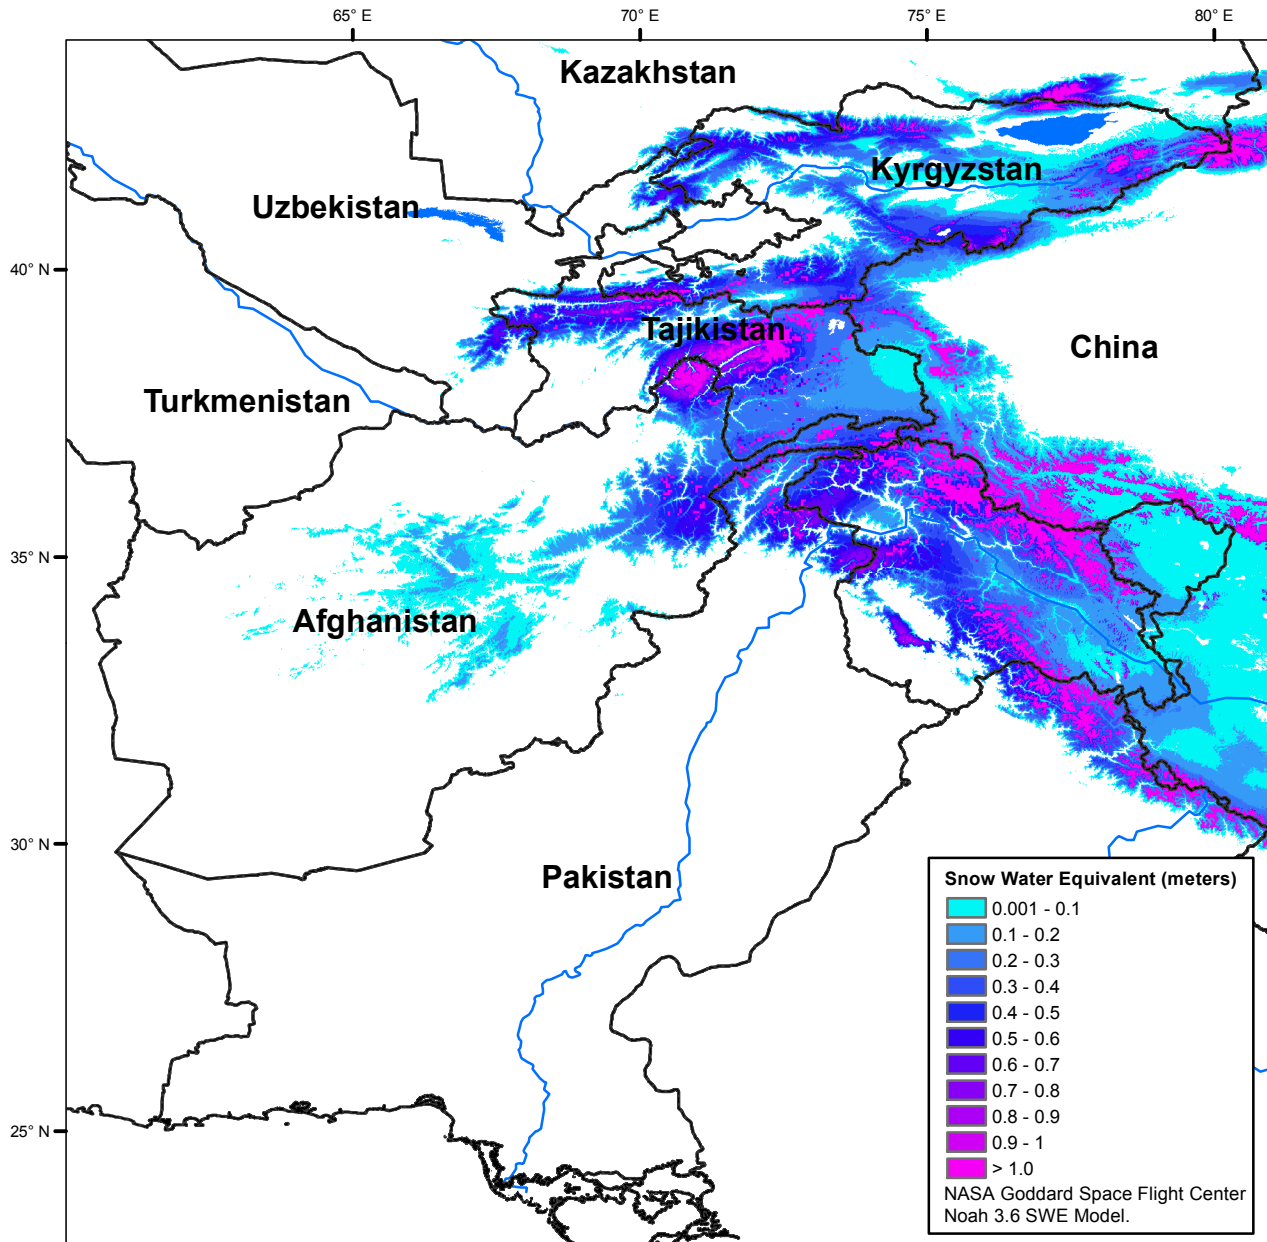 65° E
70° E
75° E
80° E
Kazakhstan
Kyrgyzstan
Uzbekistan
40° N
Tajikistan
China
Turkmenistan
35° N
Afghanistan
30° N
Pakistan
25° N
Snow Water Equivalent (meters)
0.001 - 0.1
0.1 - 0.2
0.2 - 0.3
0.3 - 0.4
0.4 - 0.5
0.5 - 0.6
0.6 - 0.7
0.7 - 0.8
0.8 - 0.9
0.9 - 1
> 1.0
NASA Goddard Space Flight Center
Noah 3.6 SWE Model.